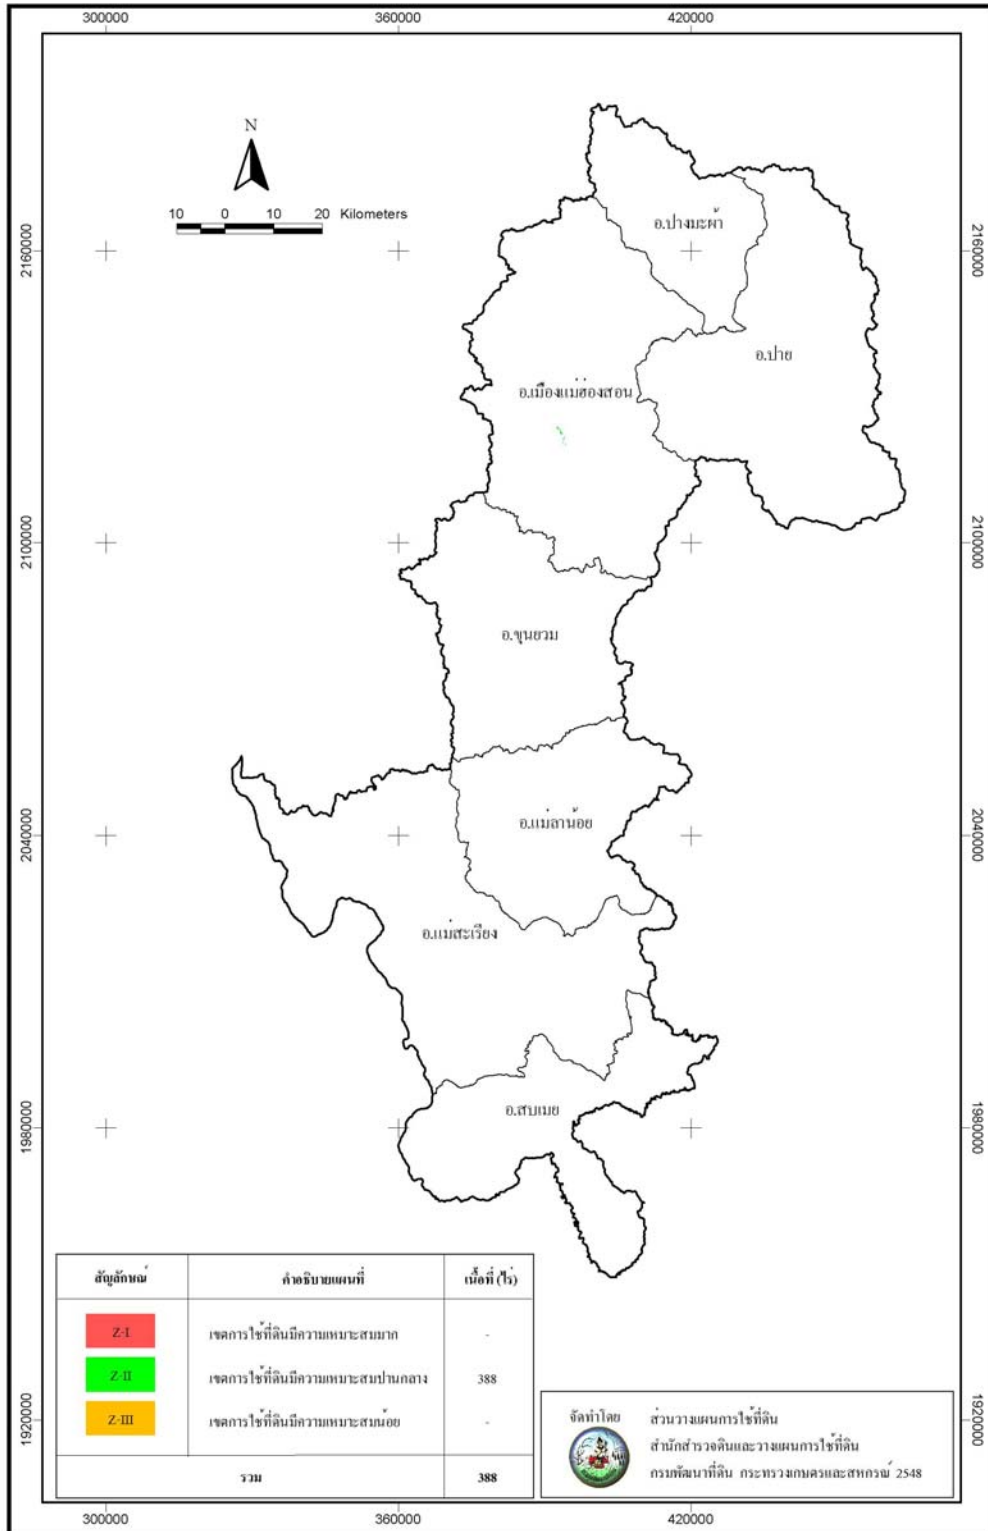 300000 360000 420000
N
10 0 10 20 Kilometers
อ.ปางมะผ้า
2160000 2160000
อ.ปาย
อ.เมืองแม่ฮ่องสอน
2100000 2100000
อ.ขุนยวม
2040000 2040000
อ.แม่ลาน้อย
อ.แม่สะเรียง
อ.สบเมย
1980000 1980000
สัญลักษณ์ คำอธิบายแผนที่ เนื้อที่ (ไร่)
Z-I เขตการใช้ที่ดินมีความเหมาะสมมาก -
Z-II เขตการใช้ที่ดินมีความเหมาะสมปานกลาง 388
Z-III เขตการใช้ที่ดินมีความเหมาะสมน้อย -
รวม 388
จัดทำโดย ส่วนวางแผนการใช้ที่ดิน
สำนักสำรวจดินและวางแผนการใช้ที่ดิน
กรมพัฒนาที่ดิน กระทรวงเกษตรและสหกรณ์ 2548
1920000 1920000
300000 360000 420000